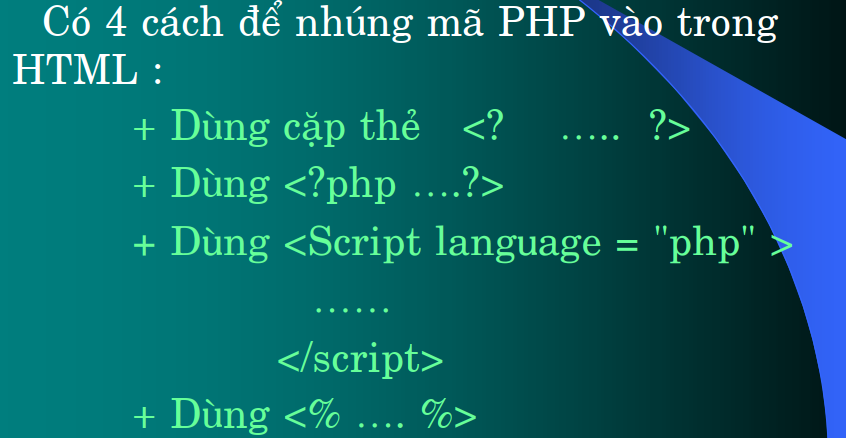 Có 4 cách để nhúng mã PHP vào trong
HTML :
+ Dùng cặp thẻ <? ..... ?>
+ Dùng <?php ....?>
+ Dùng <Script language = "php" >
......
</script>
+ Dùng <% .... %>